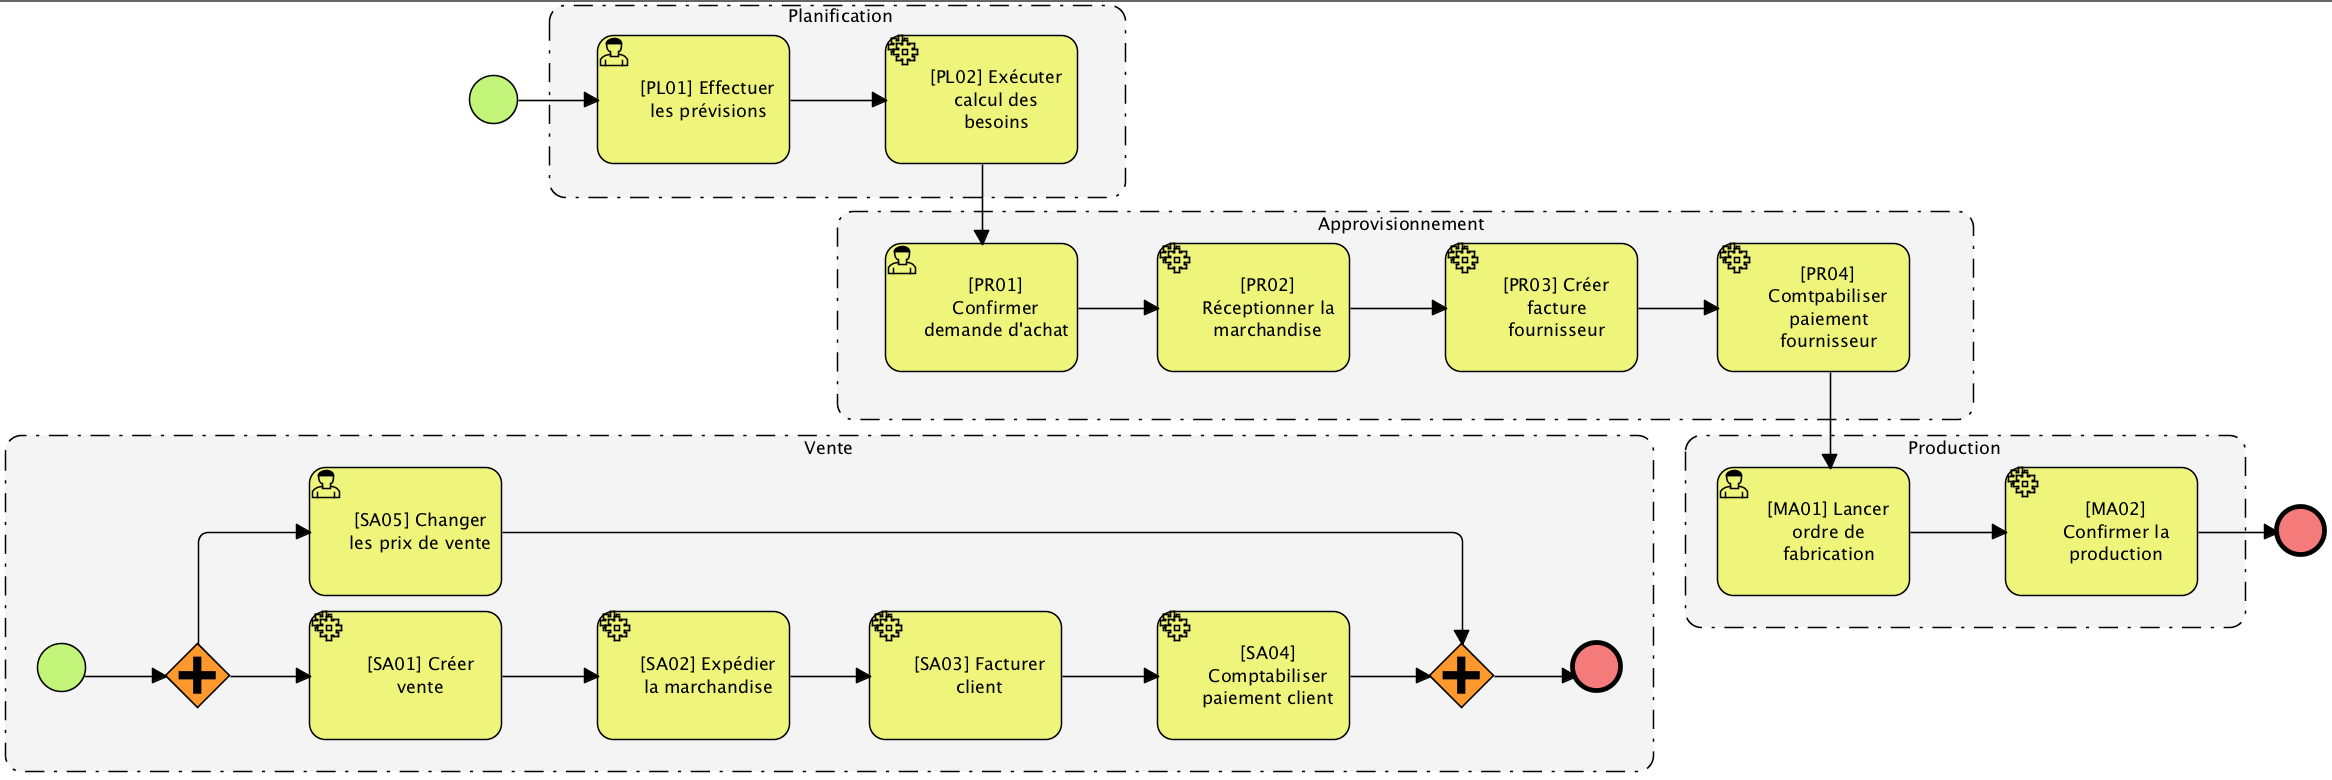 Planification
[PL01] Effectuer
les prévisions
[PL02] Exécuter
calcul des
besoins
Approvisionnement
[PR01]
Confirmer
demande d'achat
[PR02]
Réceptionner la
marchandise
[PR03] Créer
facture
fournisseur
[PR04]
Comtpabiliser
paiement
fournisseur
Vente
[SA05] Changer
les prix de vente
[SA01] Créer
vente
[SA02] Expédier
la marchandise
[SA03] Facturer
client
[SA04]
Comptabiliser
paiement client
Production
[MA01] Lancer
ordre de
fabrication
[MA02]
Confirmer la
production